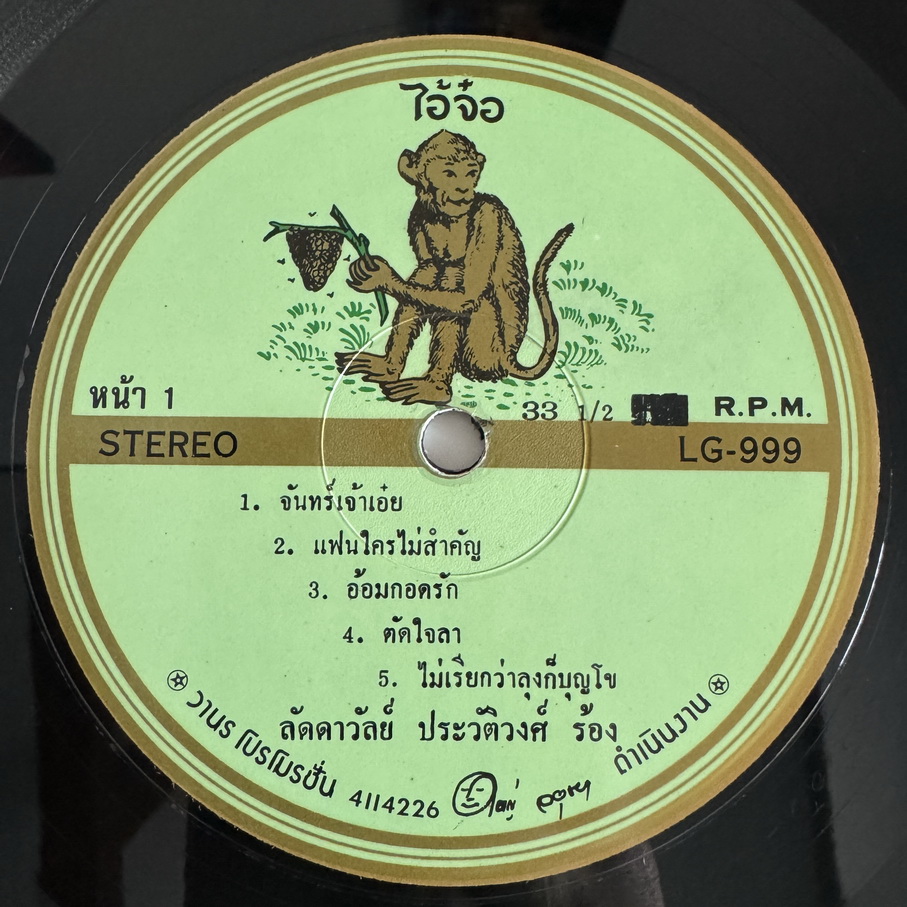 ไอ้จ๋อ
หน้า 1
33 1/2 R.P.M.
STEREO
LG-999
1. จันทร์เจ้าเอ๋ย
2. แฟนใครไม่สำคัญ
3. อ้อมกอดรัก
4. ตัดใจลา
5. ไม่เรียกว่าลุงก็บุญโข
ลัดดาวัลย์ ประวัติวงศ์ ร้อง
วานร โปรโมรชั่น 4114226 ดำเนินงาน